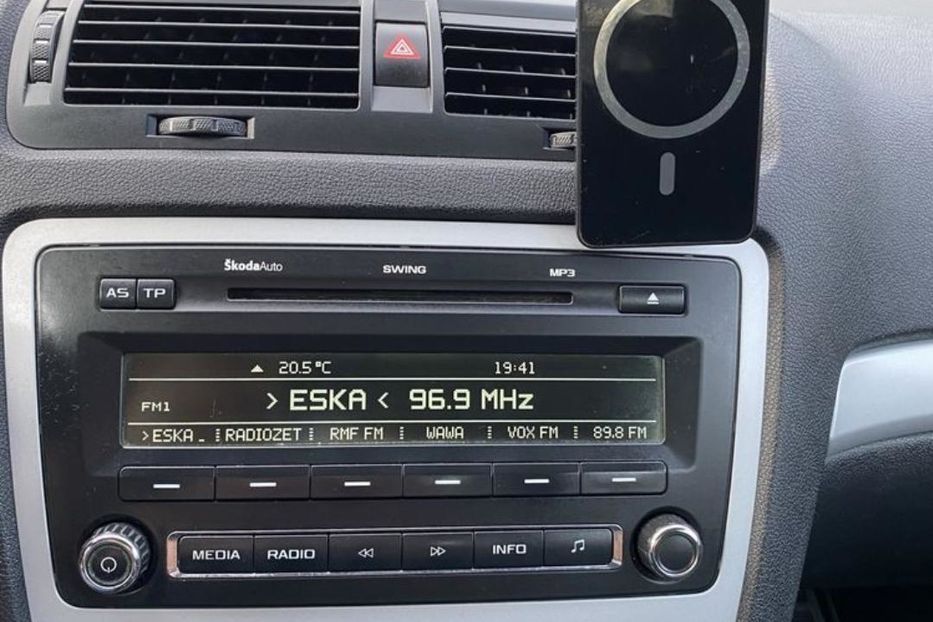 ŠkodaAuto SWING MP3
AS TP
20.5°C 19:41
FM1 > ESKA < 96.9 MHz
>ESKA_ RADIOZET RMF FM WAWA VOX FM 89.8 FM
MEDIA RADIO INFO